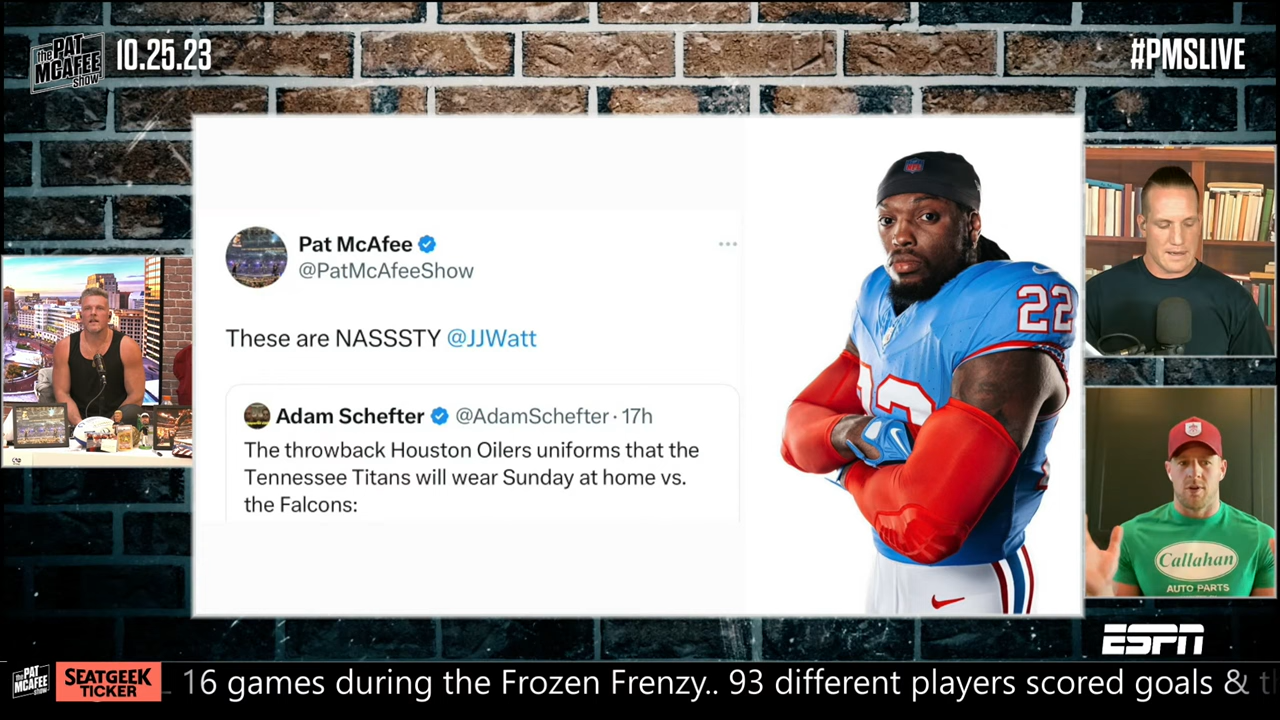 the PAT MCAFEE show
10.25.23
#PMSLIVE
Pat McAfee
@PatMcAfeeShow
These are NASSSTY @JJWatt
Adam Schefter @AdamSchefter · 17h
The throwback Houston Oilers uniforms that the
Tennessee Titans will wear Sunday at home vs.
the Falcons:
22
22
NFL
Callahan
AUTO PARTS
ESPN
the PAT MCAFEE show
SEATGEEK
TICKER
16 games during the Frozen Frenzy.. 93 different players scored goals &